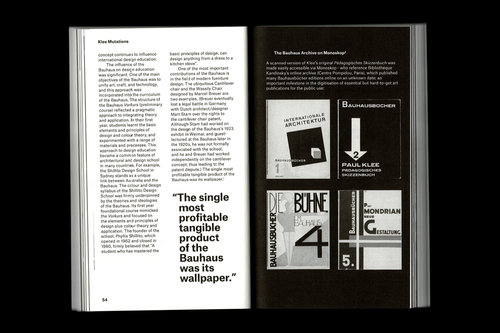 Klee Mutations
concept continues to influence
international design education.
The influence of the Bauhaus
on design education
was significant. One of the main
objectives of the Bauhaus was to
unify art, craft, and technology,
and this approach was
incorporated into the curriculum
of the Bauhaus. The structure of
the Bauhaus Vorkurs (preliminary
course) reflected a pragmatic
approach to integrating theory
and application. In their first
year, students learnt the basic
elements and principles of
design and colour theory, and
experimented with a range of
materials and processes. This
approach to design education
became a common feature of
architectural and design school
in many countries. For example,
the Shillito Design School in
Sydney stands as a unique
link between Australia and the
Bauhaus. The colour and design
syllabus of the Shillito Design
School was firmly underpinned
by the theories and ideologies
of the Bauhaus. Its first year
foundational course mimicked
the Vorkurs and focused on
the elements and principles of
design plus colour theory and
application. The founder of the
school, Phyllis Shillito, which
opened in 1962 and closed in
1980, firmly believed that "A
student who has mastered the
54
basic principles of design, can
design anything from a dress to a
kitchen stove".
One of the most important
contributions of the Bauhaus is
in the field of modern furniture
design. The ubiquitous Cantilever
chair and the Wassily Chair
designed by Marcel Breuer are
two examples. (Breuer eventually
lost a legal battle in Germany
with Dutch architect/designer
Mart Stam over the rights to
the cantilever chair patent.
Although Stam had worked on
the design of the Bauhaus's 1923
exhibit in Weimar, and guest-
lectured at the Bauhaus later in
the 1920s, he was not formally
associated with the school,
and he and Breuer had worked
independently on the cantilever
concept, thus leading to the
patent dispute.) The single most
profitable tangible product of the
Bauhaus was its wallpaper."
"The single
most
profitable
tangible
product
of the
Bauhaus
was its
wallpaper."
The Bauhaus Archive on Monoskop
A scanned version of Klee's original Pedagogisches Skizzenbuch was
made easily accessible via Monoskop – who reference Bibliothèque
Kandinsky's online archive (Centre Pompidou, Paris), which published
many Bauhausbücher editions online on an unknown date; an
important milestone in the digitisation of essential but hard-to-get art
publications for the public use.
INTERNATIONALE
ARCHITEKTUR
BAUHAUSBÜCHER
1
BAUHAUSBÜCHER
2
PAUL KLEE
PÄDAGOGISCHES
SKIZZENBUCH
DIE BÜHNE
IM
BAUHAUS
BAUHAUSBÜCHER
4
BAUHAUSBÜCHER
P. MONDRIAN
NEUE
GESTALTUNG
5.